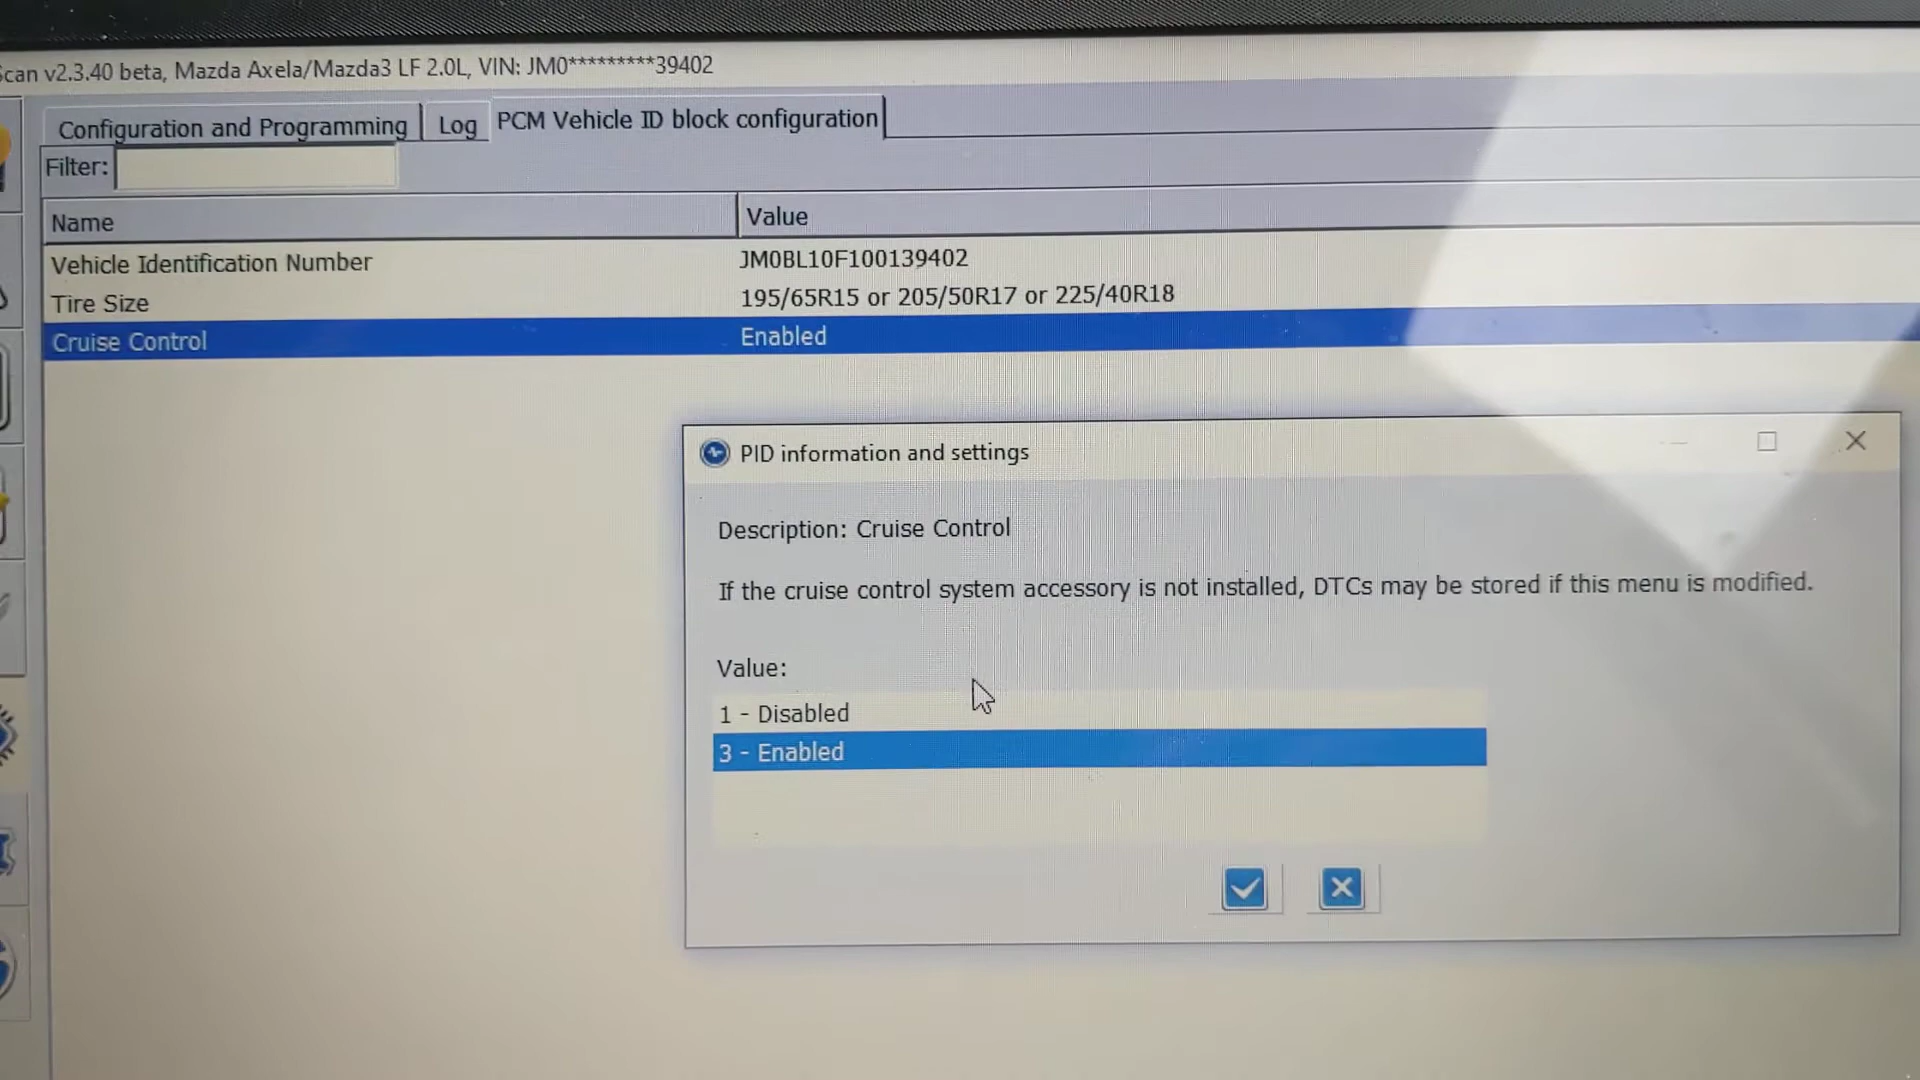 Scan v2.3.40 beta, Mazda Axela/Mazda3 LF 2.0L, VIN: JM0*********39402
Configuration and Programming Log PCM Vehicle ID block configuration
Filter:
Name Value
Vehicle Identification Number JM0BL10F100139402
Tire Size 195/65R15 or 205/50R17 or 225/40R18
Cruise Control Enabled
PID information and settings
Description: Cruise Control
If the cruise control system accessory is not installed, DTCs may be stored if this menu is modified.
Value:
1 - Disabled
3 - Enabled